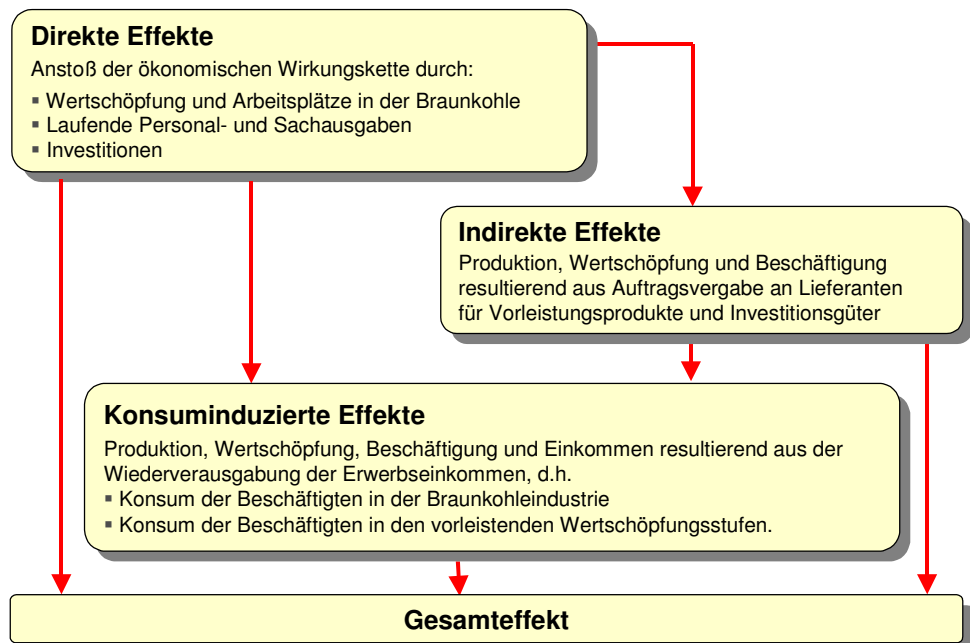 Direkte Effekte
Anstoß der ökonomischen Wirkungskette durch:
▪ Wertschöpfung und Arbeitsplätze in der Braunkohle
▪ Laufende Personal- und Sachausgaben
▪ Investitionen
Indirekte Effekte
Produktion, Wertschöpfung und Beschäftigung
resultierend aus Auftragsvergabe an Lieferanten
für Vorleistungsprodukte und Investitionsgüter
Konsuminduzierte Effekte
Produktion, Wertschöpfung, Beschäftigung und Einkommen resultierend aus der
Wiederverausgabung der Erwerbseinkommen, d.h.
▪ Konsum der Beschäftigten in der Braunkohleindustrie
▪ Konsum der Beschäftigten in den vorleistenden Wertschöpfungsstufen.
Gesamteffekt